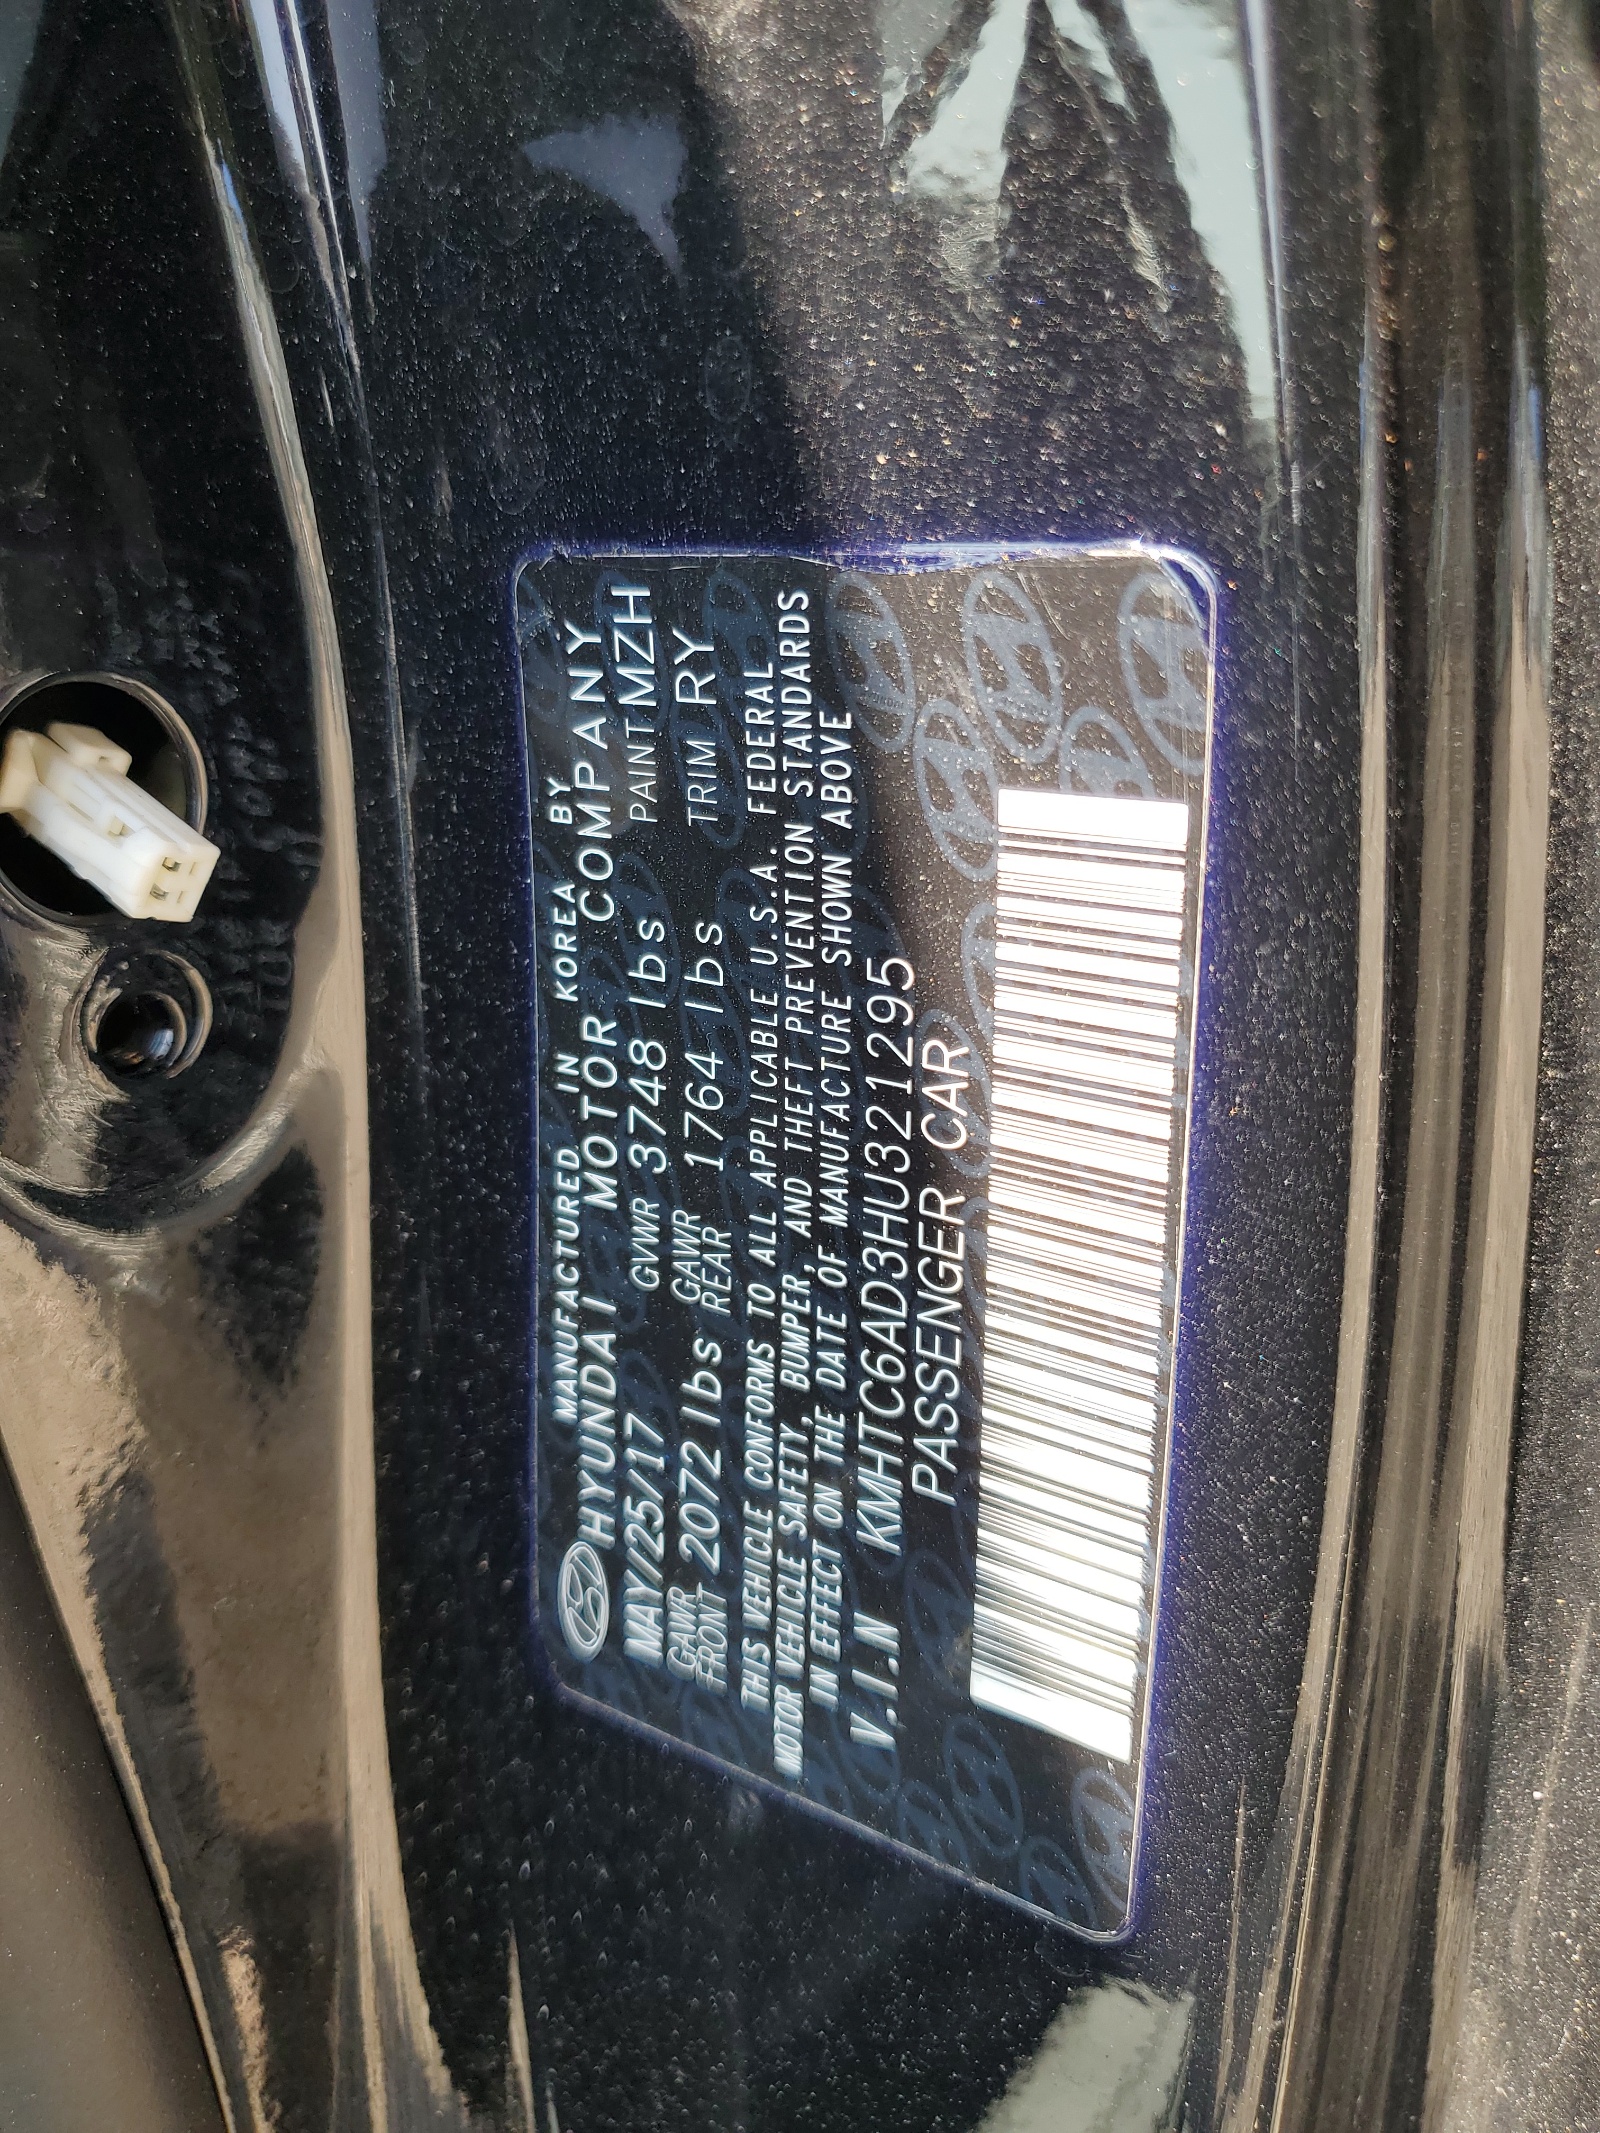 MANUFACTURED IN KOREA BY
HYUNDAI MOTOR COMPANY
MAY/25/17 GVWR 3748 lbs PAINT MZH
GAWR FRONT 2072 lbs GAWR REAR 1764 lbs TRIM RY
THIS VEHICLE CONFORMS TO ALL APPLICABLE U.S.A. FEDERAL
MOTOR VEHICLE SAFETY, BUMPER, AND THEFT PREVENTION STANDARDS
IN EFFECT ON THE DATE OF MANUFACTURE SHOWN ABOVE
V.I.N KMHTC6AD3HU321295
PASSENGER CAR